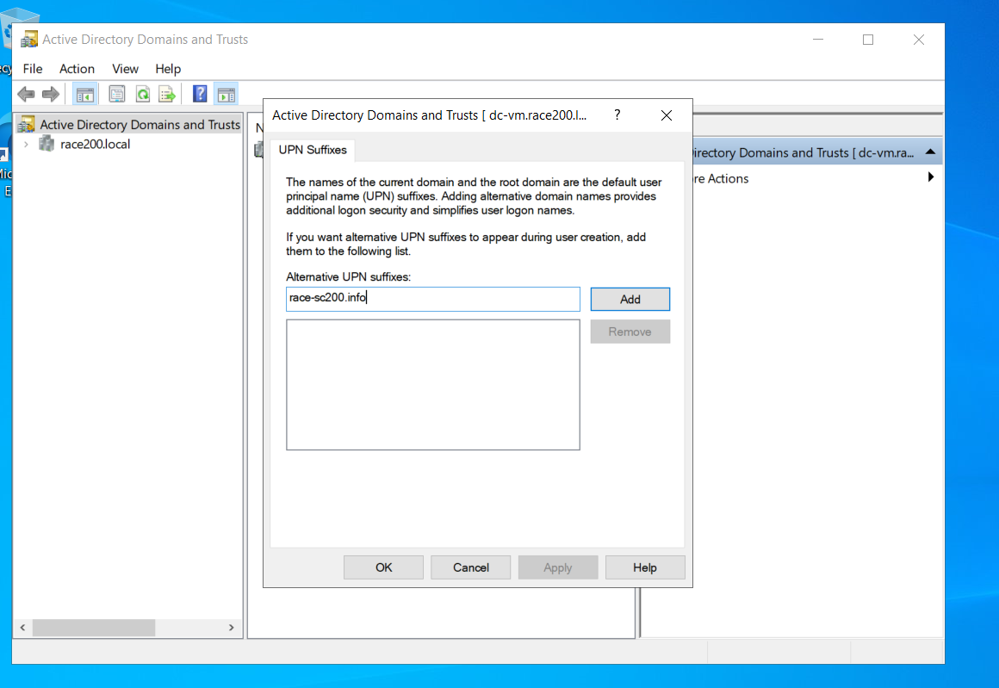 Active Directory Domains and Trusts
File Action View Help
Active Directory Domains and Trusts
race200.local
N
Active Directory Domains and Trusts [ dc-vm.race200.l...
?
UPN Suffixes
The names of the current domain and the root domain are the default user
principal name (UPN) suffixes. Adding alternative domain names provides
additional logon security and simplifies user logon names.
If you want alternative UPN suffixes to appear during user creation, add
them to the following list.
Alternative UPN suffixes:
race-sc200.info
Add
Remove
OK Cancel Apply Help
irectory Domains and Trusts [ dc-vm.ra...
re Actions
ecy
Mic
E